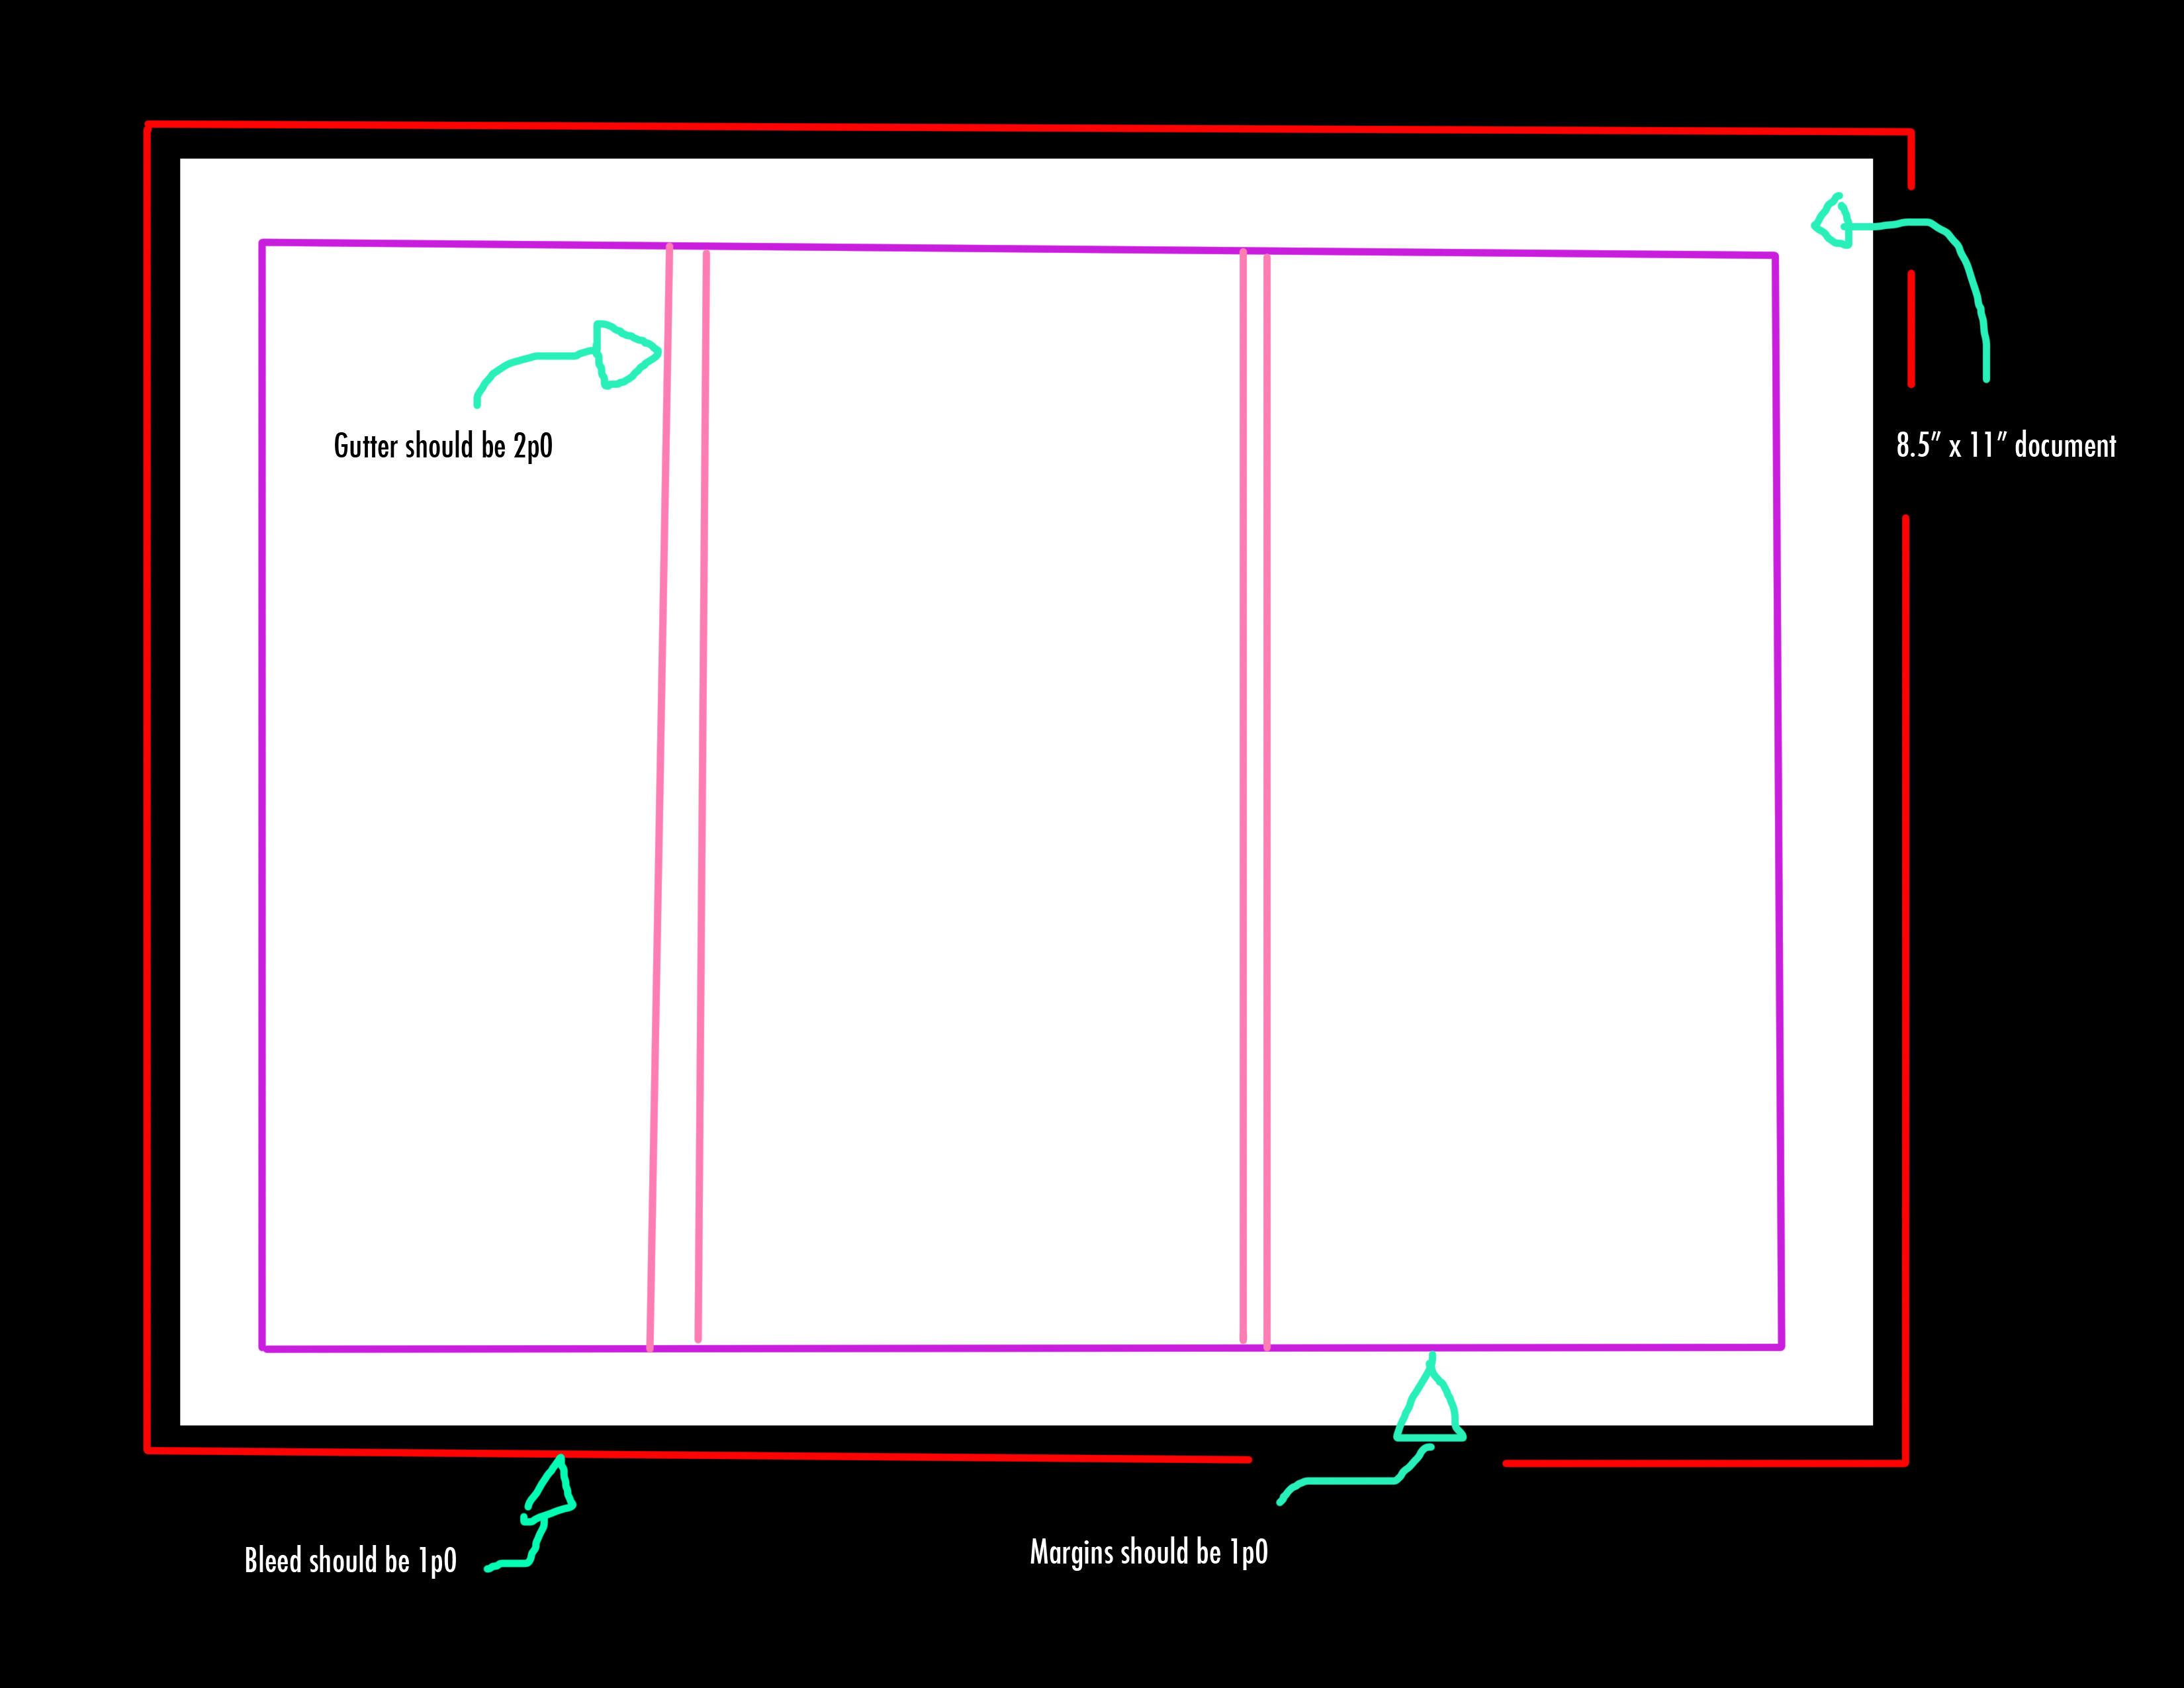 Gutter should be 2p0
8.5” x 11” document
Bleed should be 1p0
Margins should be 1p0